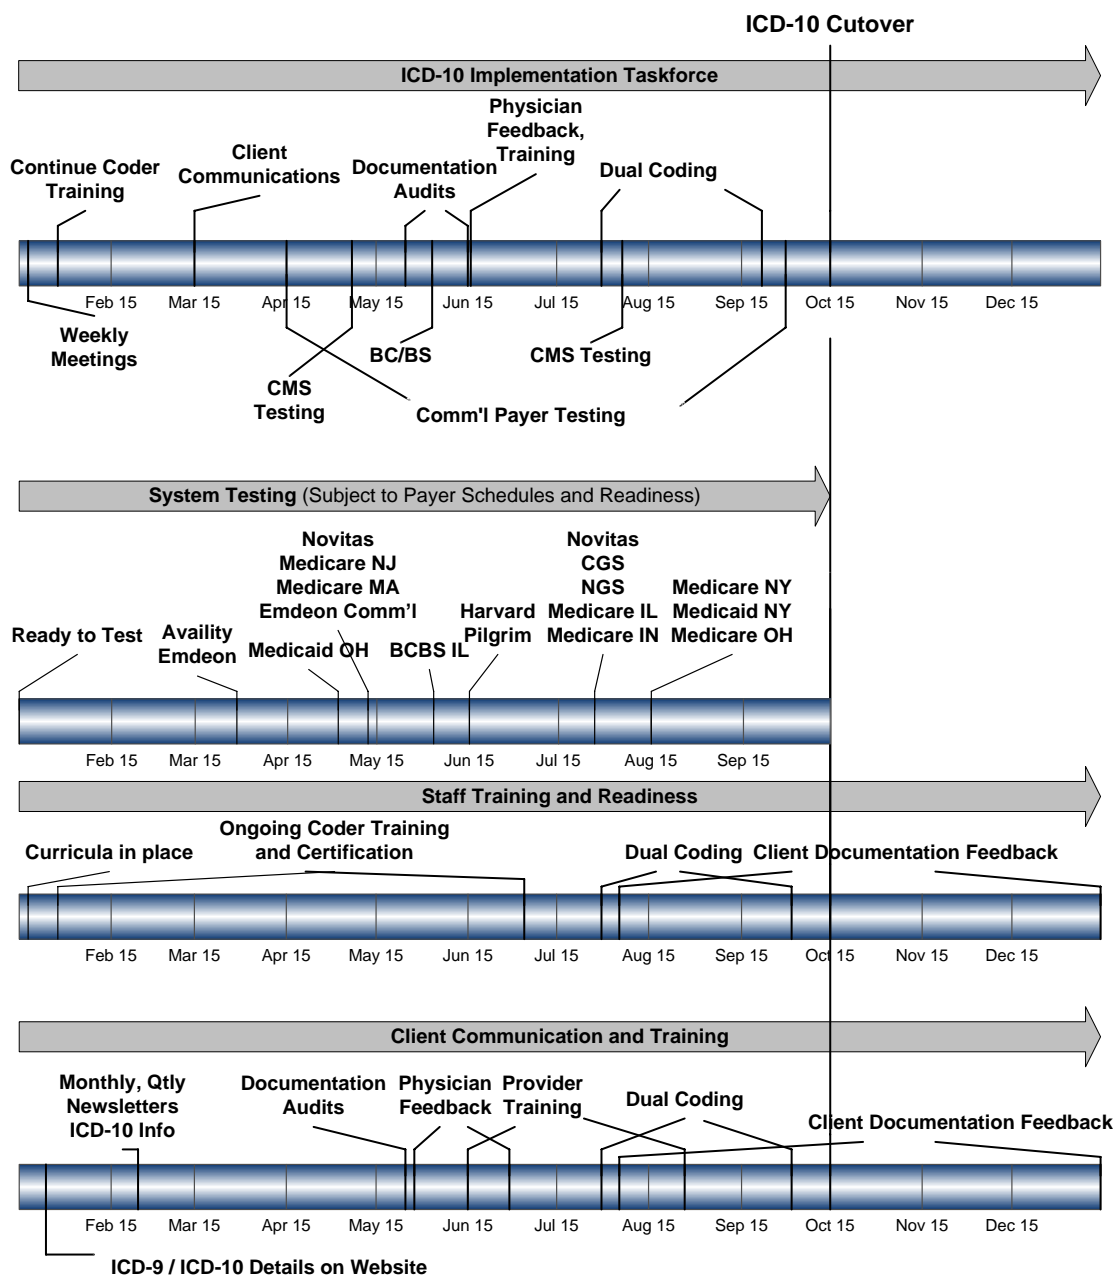 ICD-10 Cutover
ICD-10 Implementation Taskforce
Physician
Feedback,
Training
Continue Coder
Training
Client
Communications
Documentation
Audits
Dual Coding
Feb 15
Mar 15
Apr 15
May 15
Jun 15
Jul 15
Aug 15
Sep 15
Oct 15
Nov 15
Dec 15
Weekly
Meetings
BC/BS
CMS Testing
CMS
Testing
Comm'l Payer Testing
System Testing (Subject to Payer Schedules and Readiness)
Ready to Test
Availity
Emdeon
Medicaid OH
Novitas
Medicare NJ
Medicare MA
Emdeon Comm'l
BCBS IL
Harvard
Pilgrim
Novitas
CGS
NGS
Medicare IL
Medicare IN
Medicare NY
Medicaid NY
Medicare OH
Feb 15
Mar 15
Apr 15
May 15
Jun 15
Jul 15
Aug 15
Sep 15
Staff Training and Readiness
Curricula in place
Ongoing Coder Training
and Certification
Dual Coding
Client Documentation Feedback
Feb 15
Mar 15
Apr 15
May 15
Jun 15
Jul 15
Aug 15
Sep 15
Oct 15
Nov 15
Dec 15
Client Communication and Training
Monthly, Qtly
Newsletters
ICD-10 Info
Documentation
Audits
Physician
Feedback
Provider
Training
Dual Coding
Client Documentation Feedback
Feb 15
Mar 15
Apr 15
May 15
Jun 15
Jul 15
Aug 15
Sep 15
Oct 15
Nov 15
Dec 15
ICD-9 / ICD-10 Details on Website